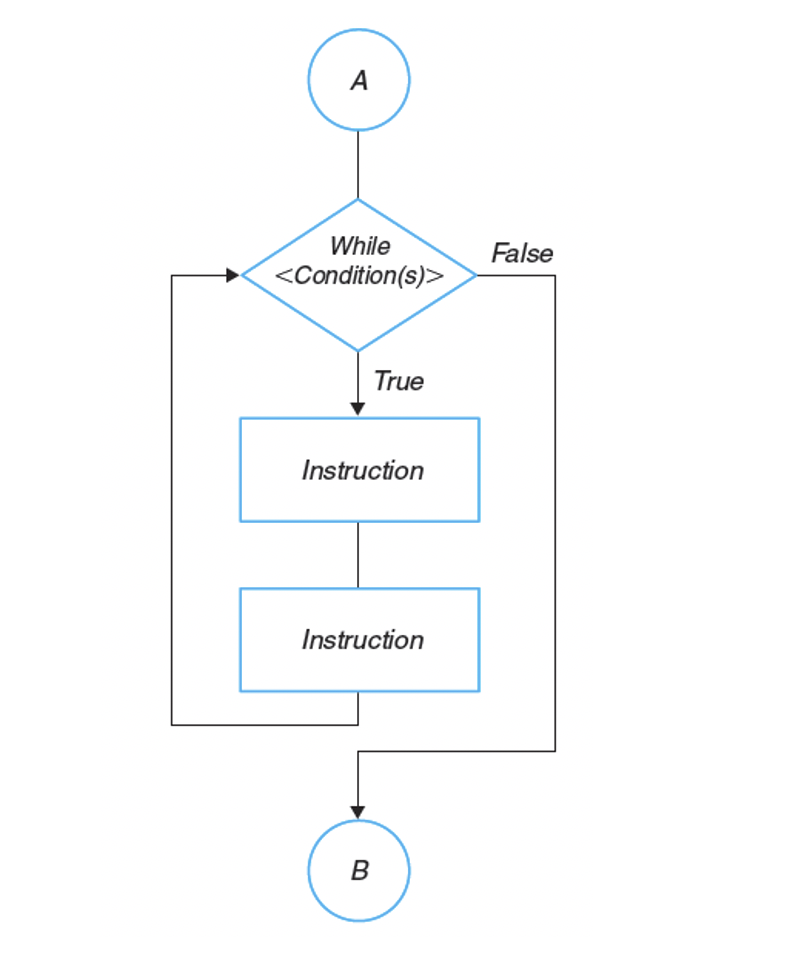 A
While
<Condition(s)>
False
True
Instruction
Instruction
B